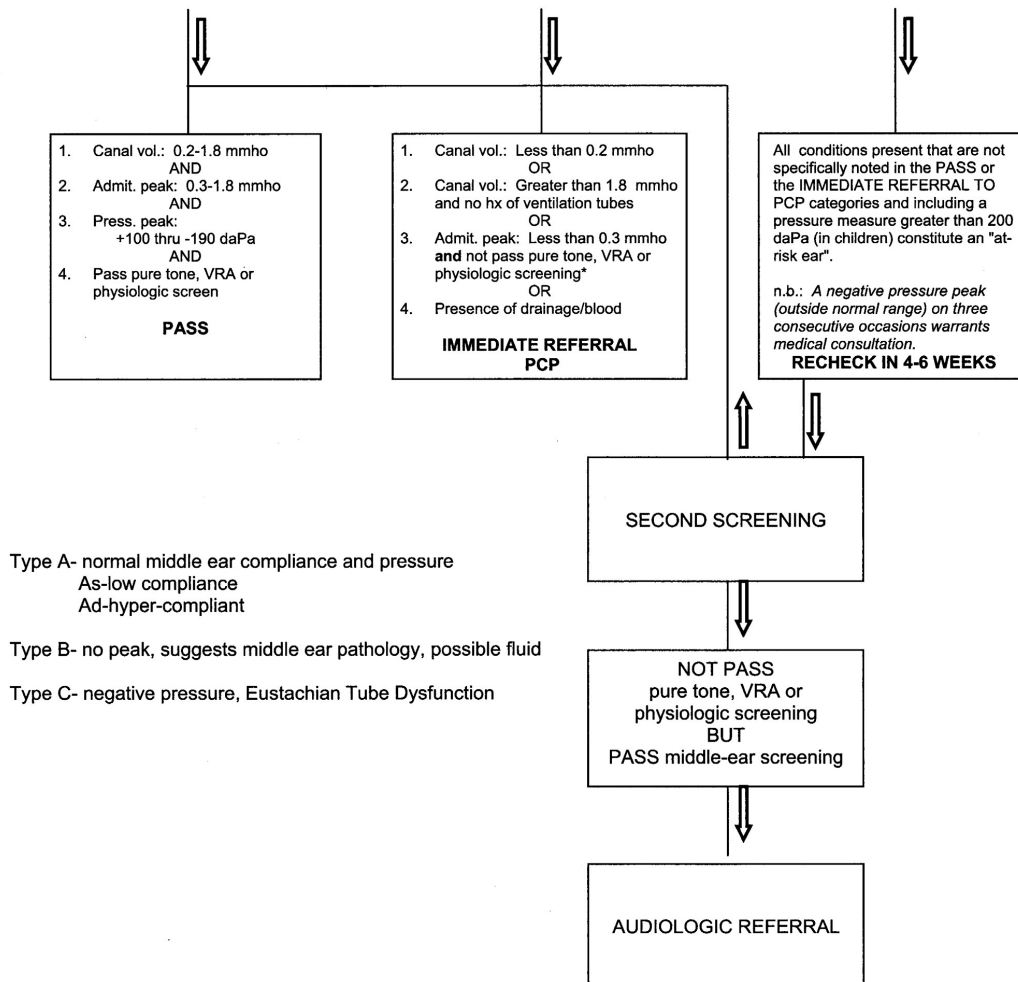 1. Canal vol.: 0.2-1.8 mmho
AND
2. Admit. peak: 0.3-1.8 mmho
AND
3. Press. peak:
+100 thru -190 daPa
AND
4. Pass pure tone, VRA or
physiologic screen
PASS
1. Canal vol.: Less than 0.2 mmho
OR
2. Canal vol.: Greater than 1.8 mmho
and no hx of ventilation tubes
OR
3. Admit. peak: Less than 0.3 mmho
and not pass pure tone, VRA or
physiologic screening*
OR
4. Presence of drainage/blood
IMMEDIATE REFERRAL
PCP
All conditions present that are not
specifically noted in the PASS or
the IMMEDIATE REFERRAL TO
PCP categories and including a
pressure measure greater than 200
daPa (in children) constitute an "at-
risk ear".
n.b.: A negative pressure peak
(outside normal range) on three
consecutive occasions warrants
medical consultation.
RECHECK IN 4-6 WEEKS
SECOND SCREENING
Type A- normal middle ear compliance and pressure
As-low compliance
Ad-hyper-compliant
Type B- no peak, suggests middle ear pathology, possible fluid
Type C- negative pressure, Eustachian Tube Dysfunction
NOT PASS
pure tone, VRA or
physiologic screening
BUT
PASS middle-ear screening
AUDIOLOGIC REFERRAL